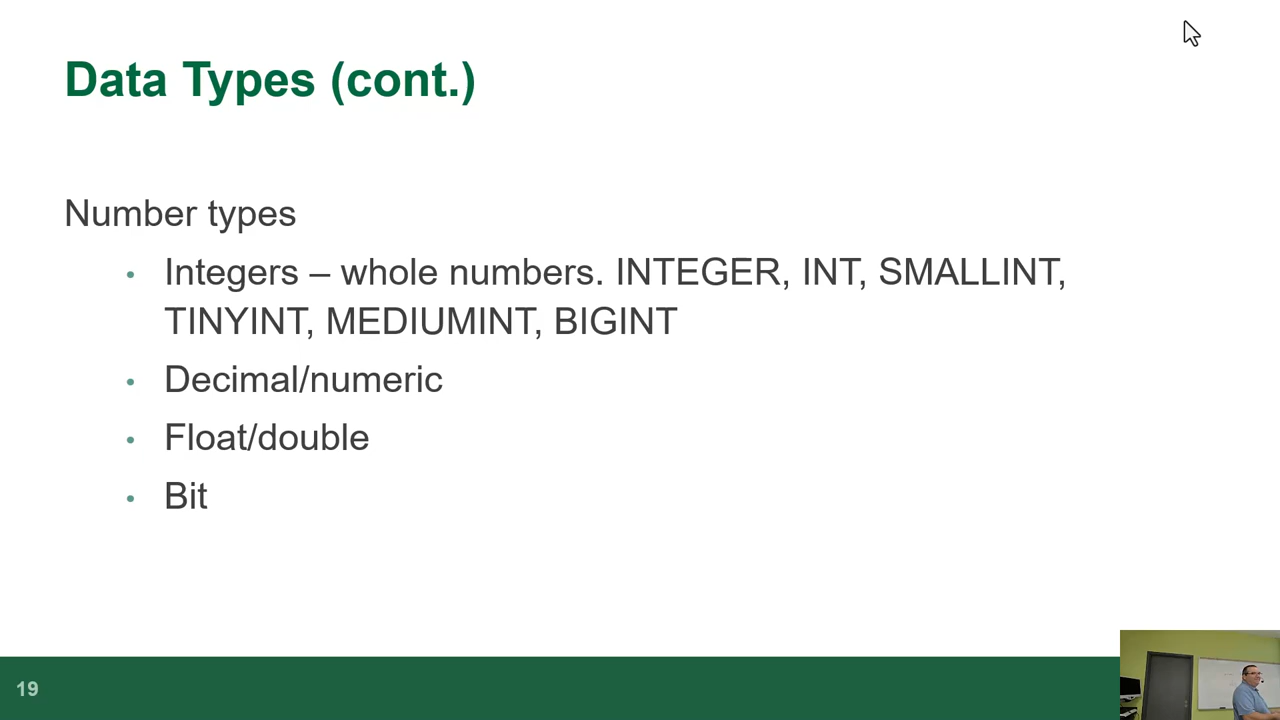 Data Types (cont.)
Number types
• Integers – whole numbers. INTEGER, INT, SMALLINT,
TINYINT, MEDIUMINT, BIGINT
• Decimal/numeric
• Float/double
• Bit
19